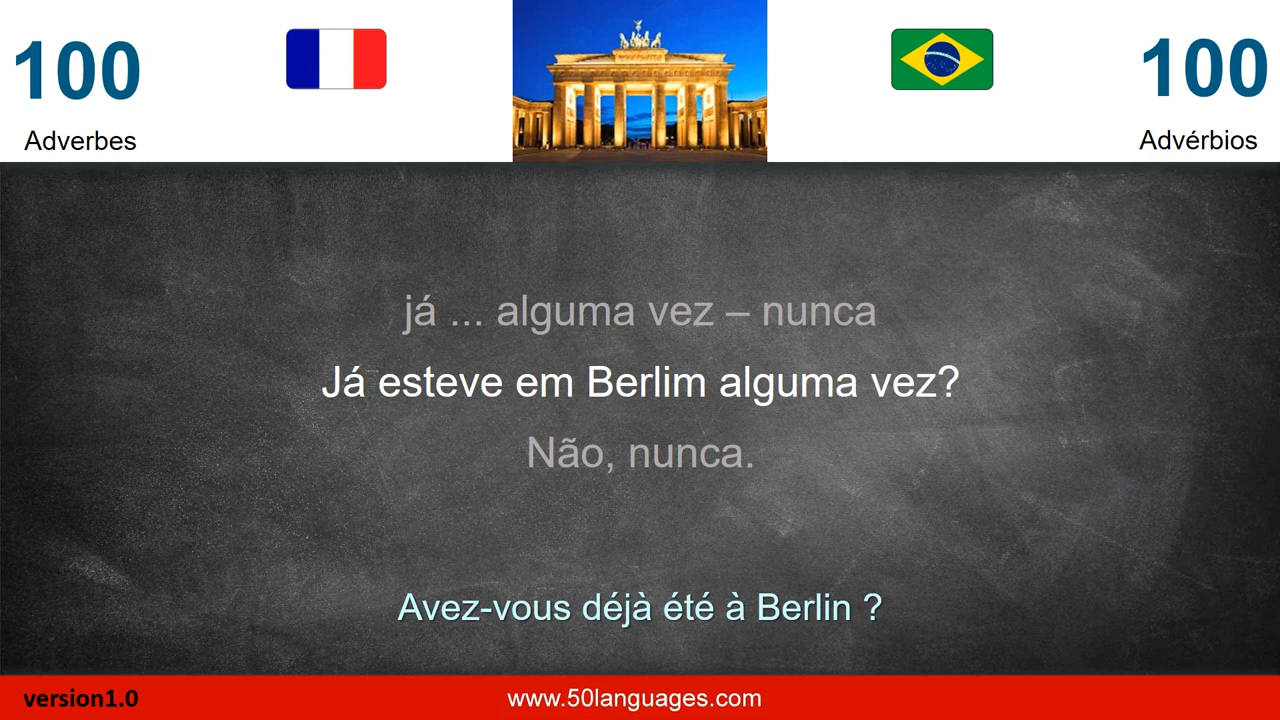 100
Adverbes
100
Advérbios
já ... alguma vez – nunca
Já esteve em Berlim alguma vez?
Não, nunca.
Avez-vous déjà été à Berlin ?
version1.0
www.50languages.com